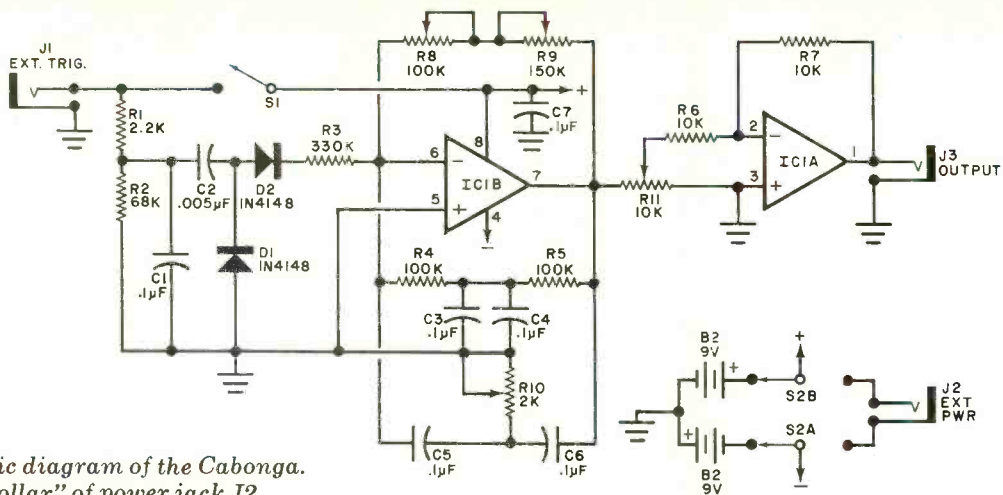 J1
EXT. TRIG.
R1
2.2K
R2
68K
C1
.1µF
C2
.005µF
D2
1N4148
D1
1N4148
S1
R3
330K
R8
100K
R9
150K
C7
.1µF
+
6
−
5
+
8
IC1B
7
4
−
R4
100K
R5
100K
C3
.1µF
C4
.1µF
R10
2K
C5
.1µF
C6
.1µF
R11
10K
R6
10K
R7
10K
2
−
3
+
IC1A
1
J3
OUTPUT
B2
9V
+
+
S2B
J2
EXT
PWR
+
S2A
−
B2
9V
ic diagram of the Cabonga.
ollar" of power jack J2